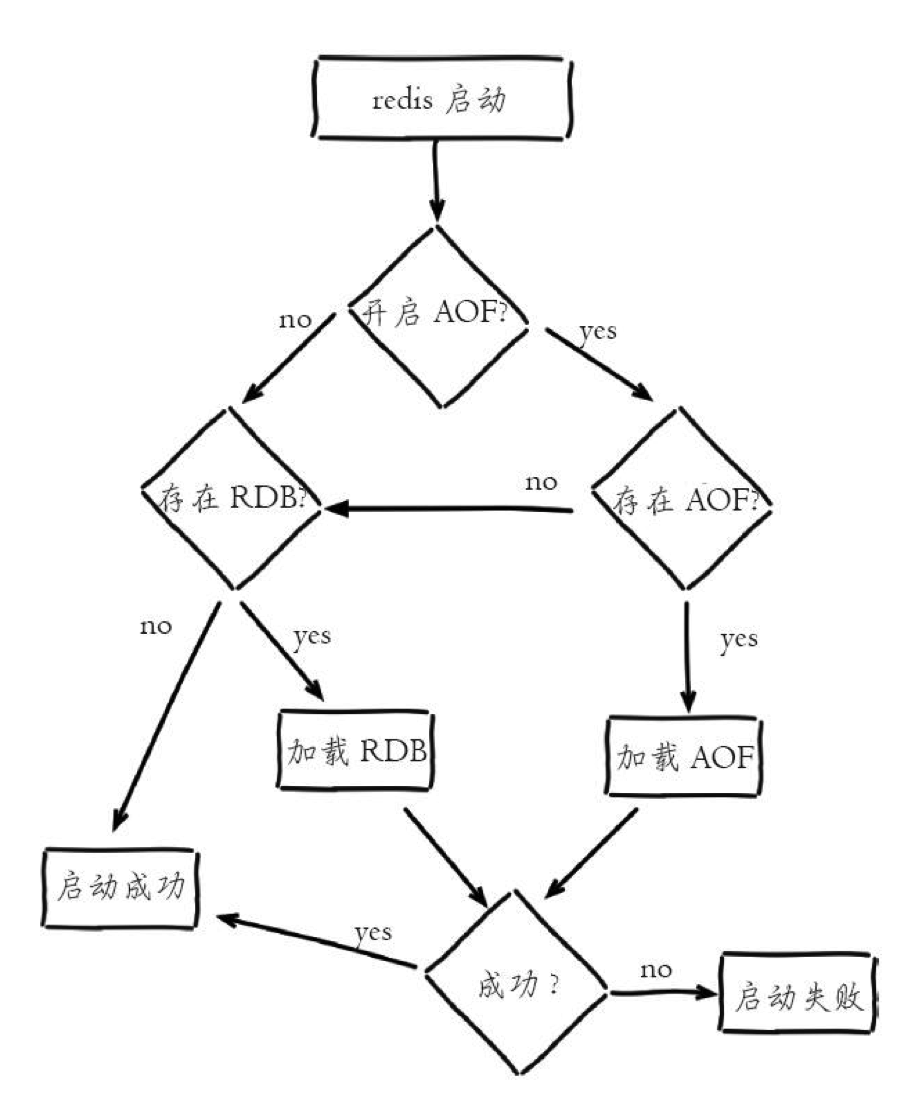 redis 启动
开启 AOF?
no
yes
存在 RDB?
no
存在 AOF?
no
yes
yes
加载 RDB
加载 AOF
启动成功
yes
成功?
no
启动失败